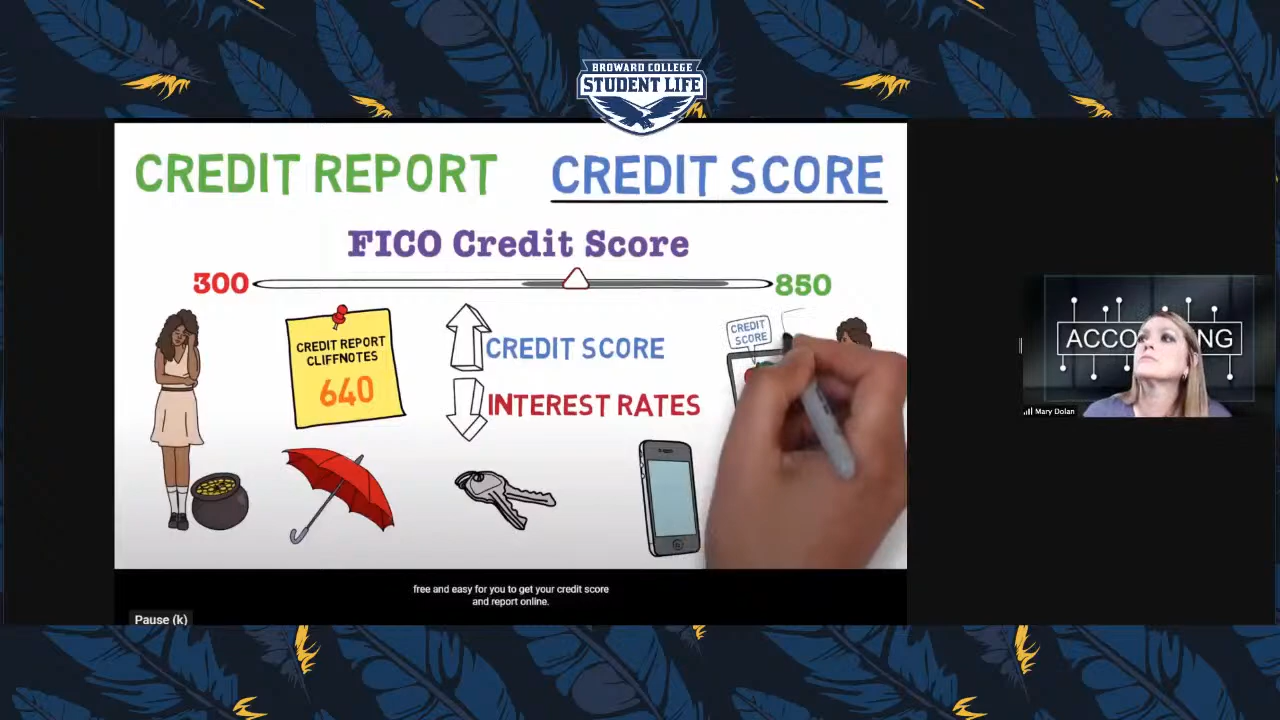 BROWARD COLLEGE
STUDENT LIFE
CREDIT REPORT
CREDIT SCORE
FICO Credit Score
300
850
CREDIT REPORT
CLIFFNOTES
640
CREDIT SCORE
INTEREST RATES
CREDIT
SCORE
ACCO NG
Mary Dolan
free and easy for you to get your credit score
and report online.
Pause (k)